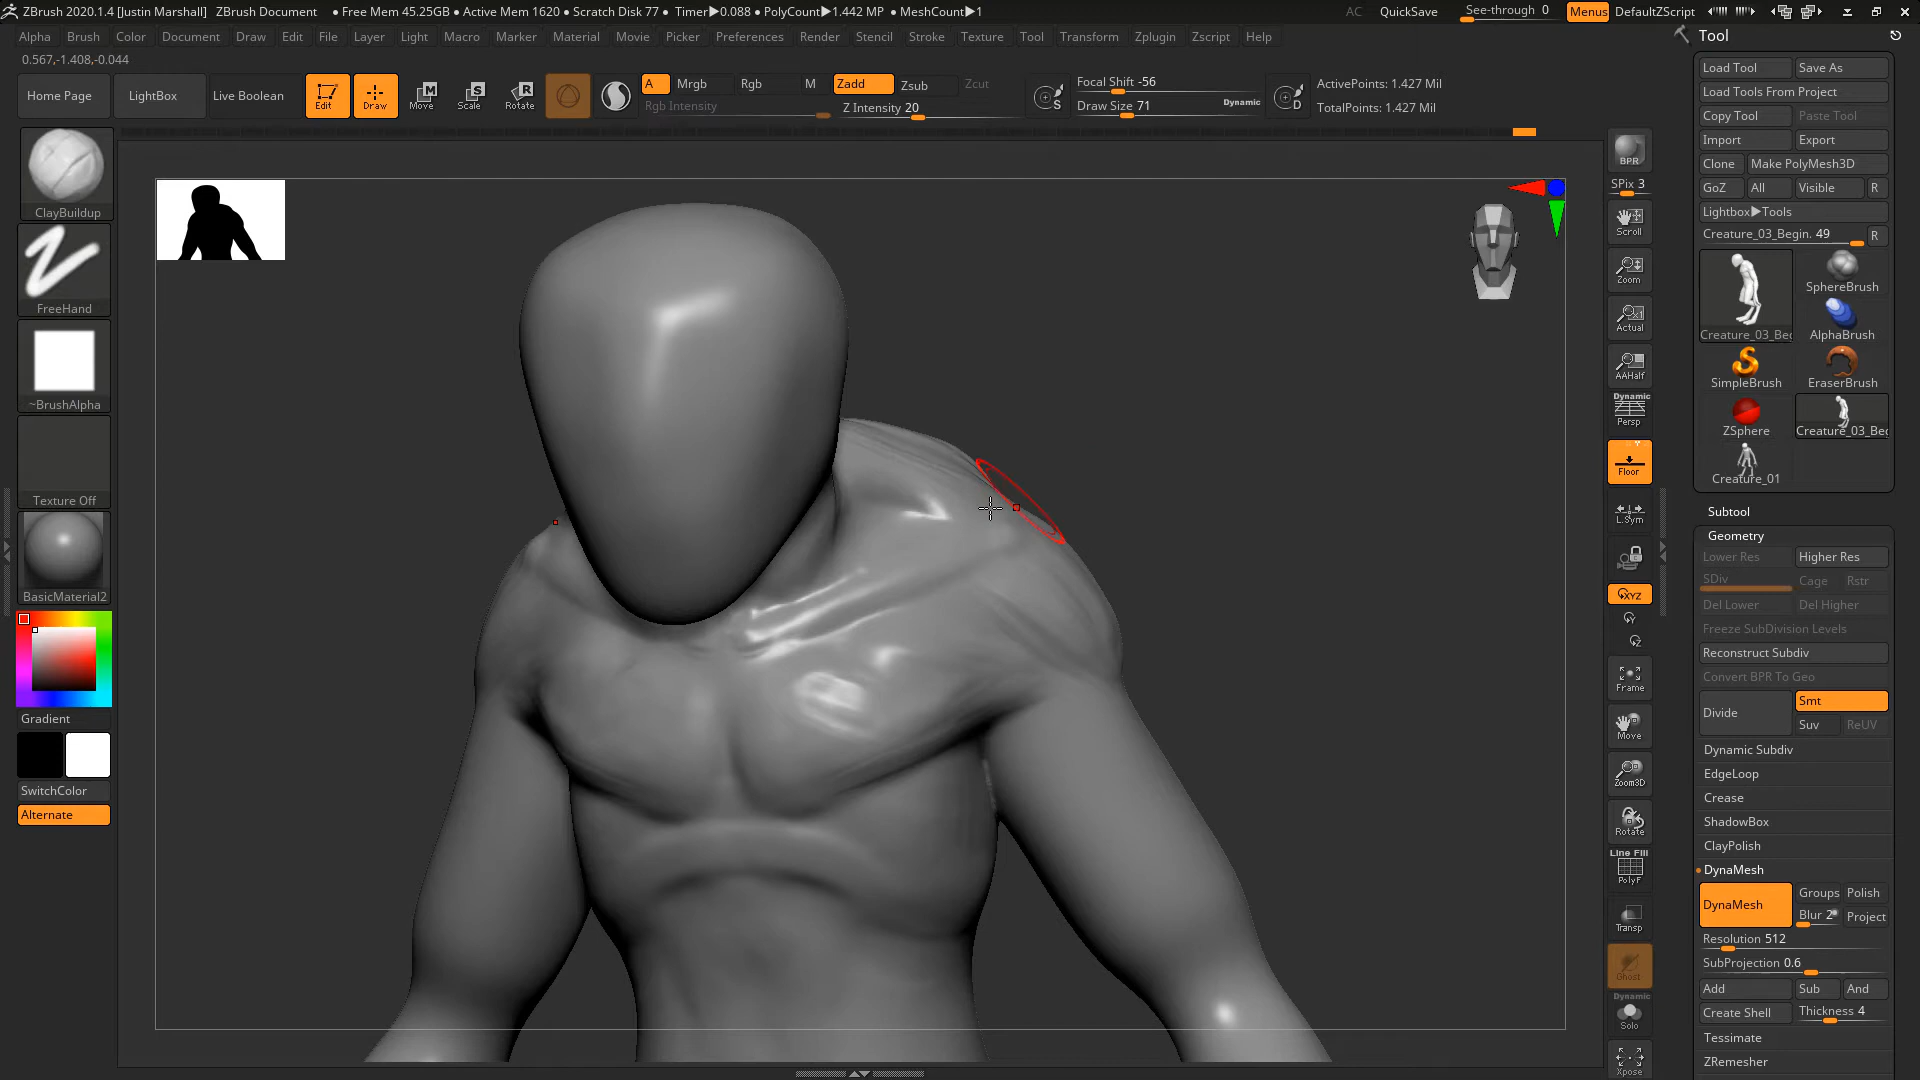 ZBrush 2020.1.4 [Justin Marshall] ZBrush Document ● Free Mem 45.25GB ● Active Mem 1620 ● Scratch Disk 77 ● Timer▶0.088 ● PolyCount▶1.442 MP ● MeshCount▶1 AC QuickSave See-through 0 Menus DefaultZScript
Alpha Brush Color Document Draw Edit File Layer Light Macro Marker Material Movie Picker Preferences Render Stencil Stroke Texture Tool Transform Zplugin Zscript Help
0.567,-1.408,-0.044
Home Page LightBox Live Boolean Edit Draw Move Scale Rotate
A Mrgb Rgb M Zadd Zsub Zcut
Rgb Intensity Z Intensity 20
S Focal Shift -56
Draw Size 71 Dynamic D
ActivePoints: 1.427 Mil
TotalPoints: 1.427 Mil
ClayBuildup
FreeHand
~BrushAlpha
Texture Off
BasicMaterial2
Gradient
SwitchColor
Alternate
BPR
SPix 3
Scroll
Zoom
Actual
AAHalf
Dynamic
Persp
Floor
L.Sym
XYZ
Y
Z
Frame
Move
Zoom3D
Rotate
Line Fill
PolyF
Transp
Ghost
Dynamic
Solo
Xpose
Tool
Load Tool Save As
Load Tools From Project
Copy Tool Paste Tool
Import Export
Clone Make PolyMesh3D
GoZ All Visible R
Lightbox▶Tools
Creature_03_Begin. 49 R
Creature_03_Beg SphereBrush
AlphaBrush
SimpleBrush EraserBrush
ZSphere Creature_03_Beg
Creature_01
Subtool
Geometry
Lower Res Higher Res
SDiv Cage Rstr
Del Lower Del Higher
Freeze SubDivision Levels
Reconstruct Subdiv
Convert BPR To Geo
Divide Smt
Suv ReUV
Dynamic Subdiv
EdgeLoop
Crease
ShadowBox
ClayPolish
DynaMesh
DynaMesh Groups Polish
Blur 2 Project
Resolution 512
SubProjection 0.6
Add Sub And
Create Shell Thickness 4
Tessimate
ZRemesher